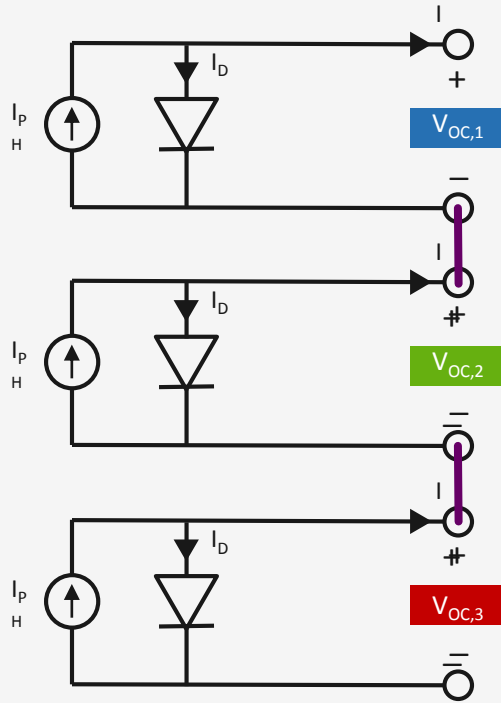 I
I_D
+
I_P
H
V_OC,1
−
I
I_D
++
I_P
H
V_OC,2
−
−
I
I_D
++
I_P
H
V_OC,3
−
−